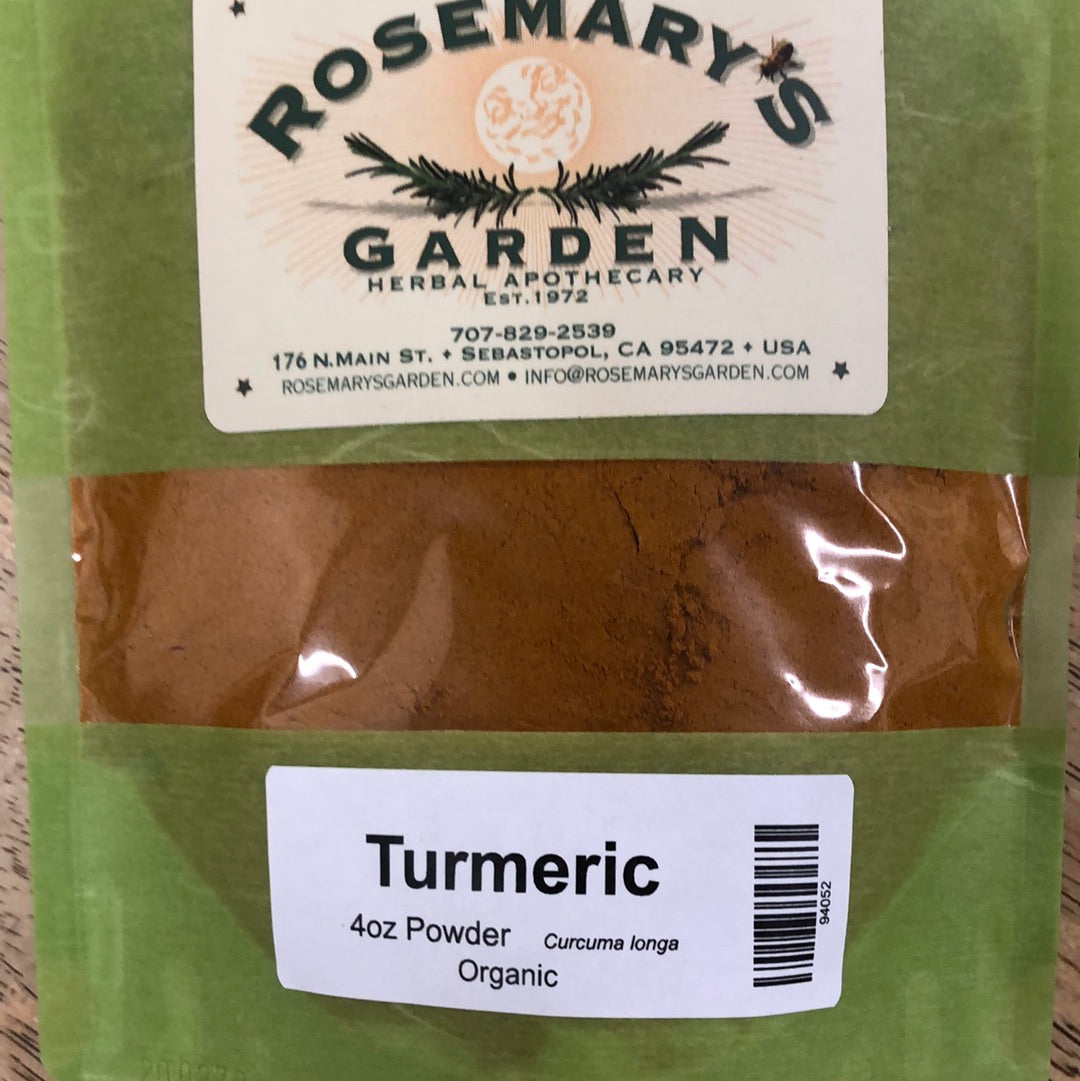 ROSEMARY'S
GARDEN
HERBAL APOTHECARY
EST. 1972
707-829-2539
176 N.MAIN ST. + SEBASTOPOL, CA 95472 + USA
ROSEMARYSGARDEN.COM • INFO@ROSEMARYSGARDEN.COM
Turmeric
4oz Powder Curcuma longa
Organic
94052